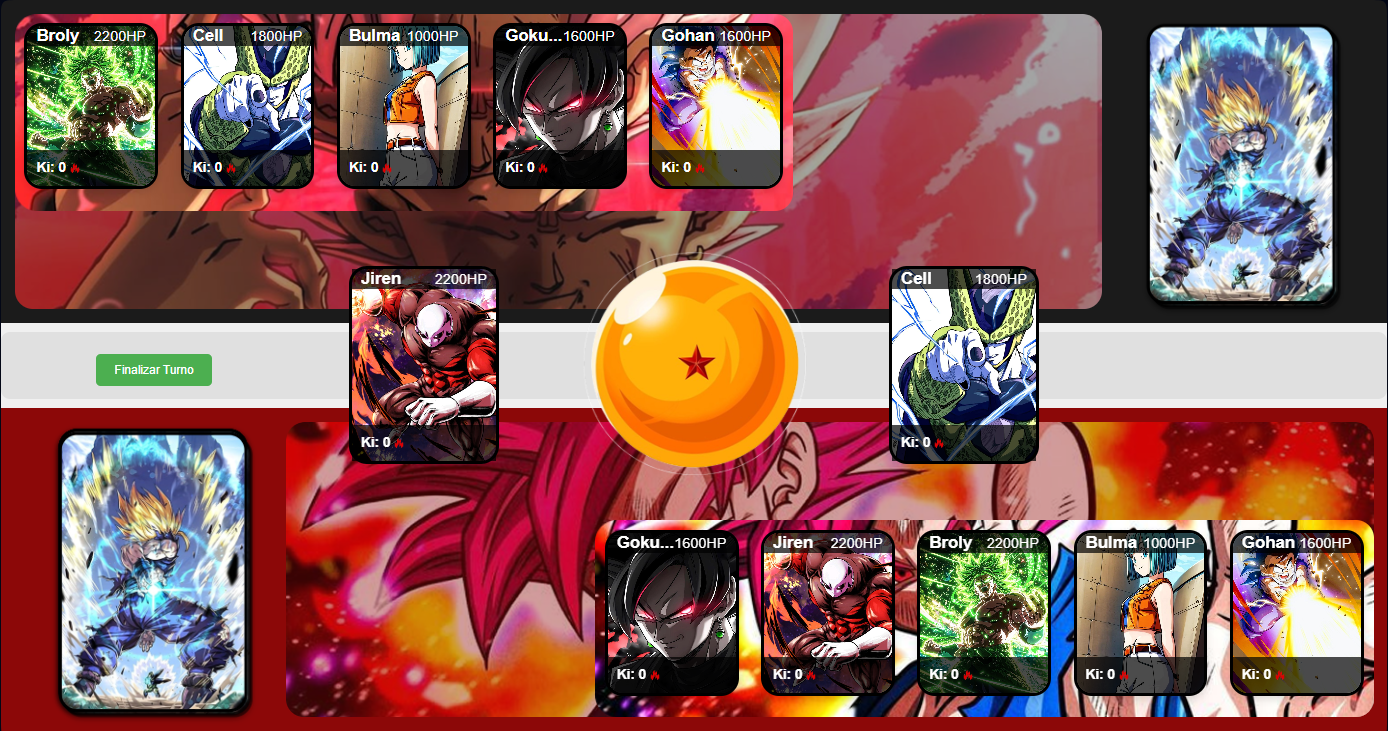 Broly 2200HP
Cell 1800HP
Bulma 1000HP
Goku...1600HP
Gohan 1600HP
Ki: 0
Ki: 0
Ki: 0
Ki: 0
Ki: 0
Jiren 2200HP
Cell 1800HP
Finalizar Turno
Ki: 0
Ki: 0
Goku...1600HP
Jiren 2200HP
Broly 2200HP
Bulma 1000HP
Gohan 1600HP
Ki: 0
Ki: 0
Ki: 0
Ki: 0
Ki: 0